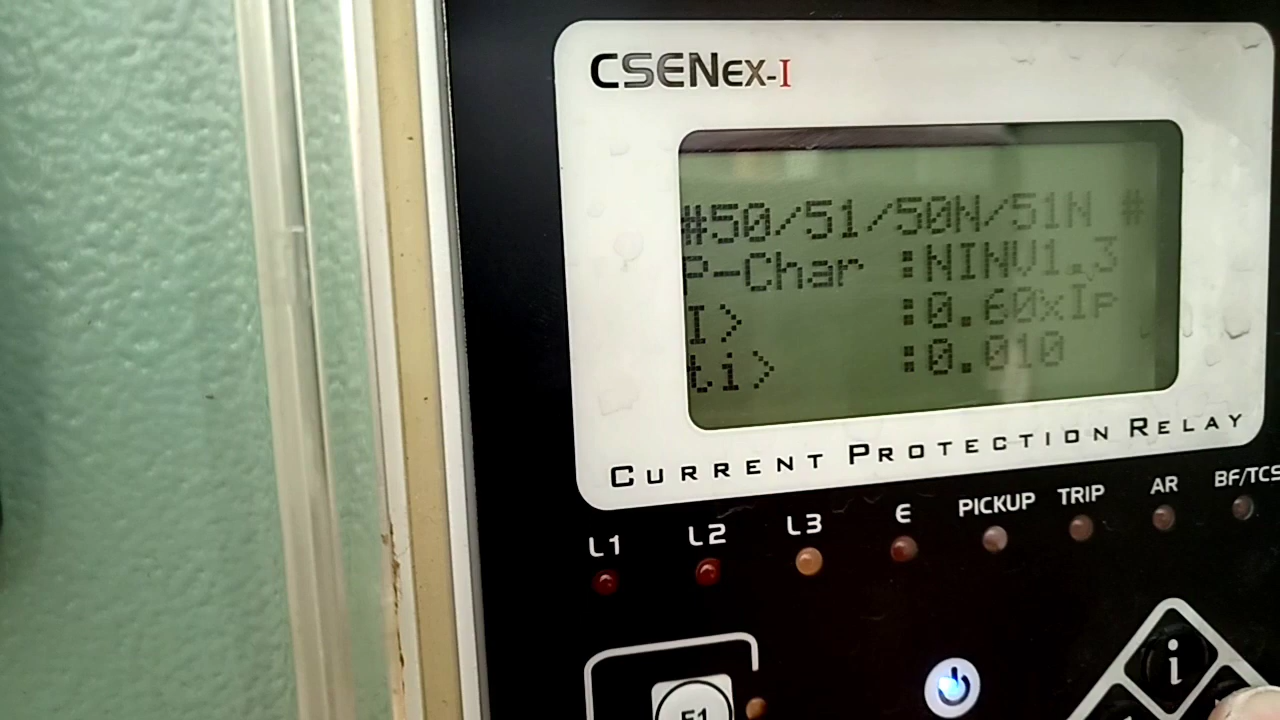 CSENEX-I
#50/51/50N/51N #
P-Char :NINV1.3
I> :0.60xIp
ti> :0.010
CURRENT PROTECTION RELAY
L1 L2 L3 E PICKUP TRIP AR BF/TCS
i
F1